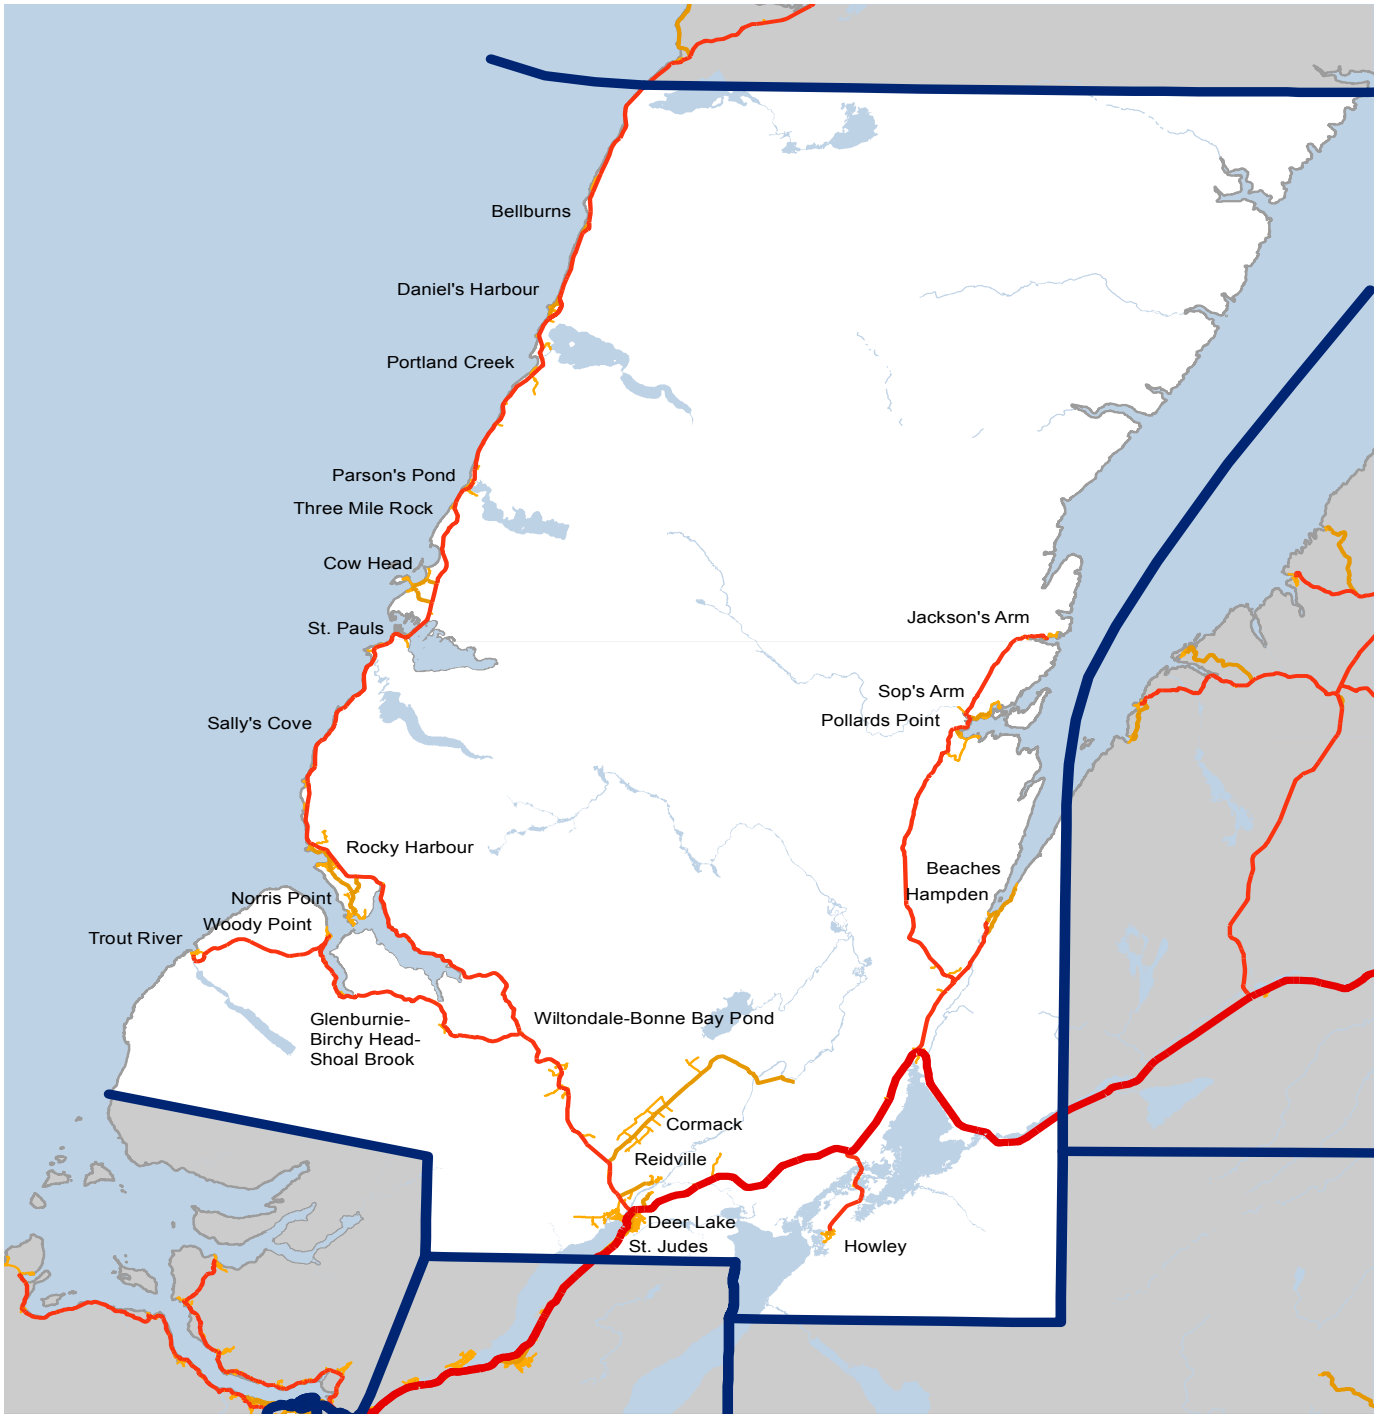 Bellburns
Daniel's Harbour
Portland Creek
Parson's Pond
Three Mile Rock
Cow Head
Jackson's Arm
St. Pauls
Sop's Arm
Pollards Point
Sally's Cove
Rocky Harbour
Beaches
Hampden
Norris Point
Woody Point
Trout River
Glenburnie-
Birchy Head-
Shoal Brook
Wiltondale-Bonne Bay Pond
Cormack
Reidville
Deer Lake
St. Judes
Howley